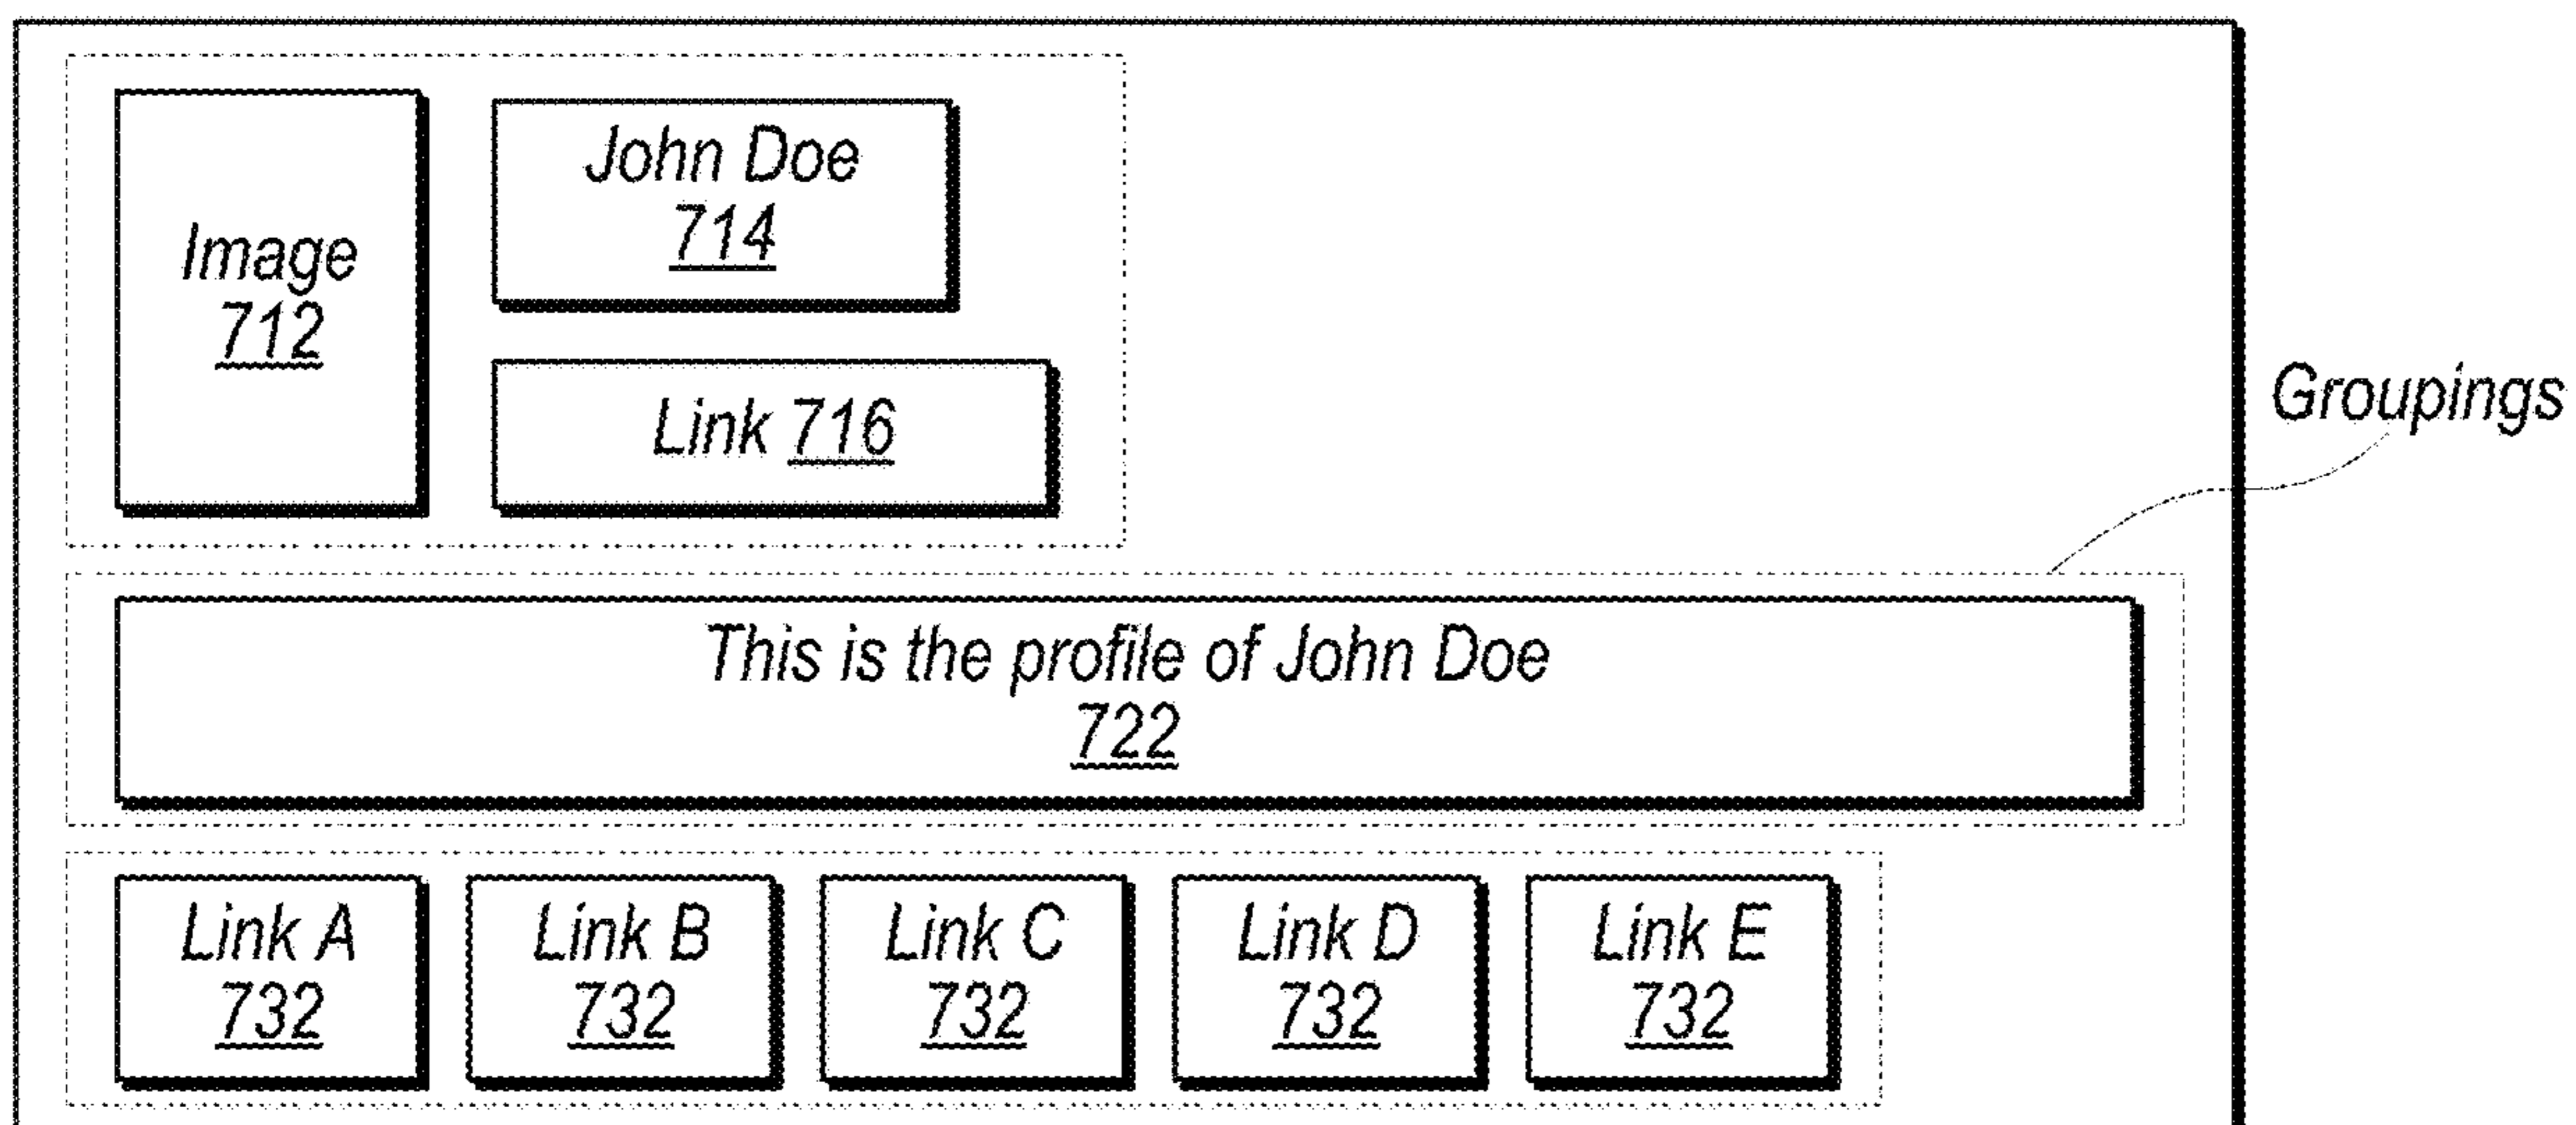 Image
712
John Doe
714
Link 716
Groupings
This is the profile of John Doe
722
Link A
732
Link B
732
Link C
732
Link D
732
Link E
732